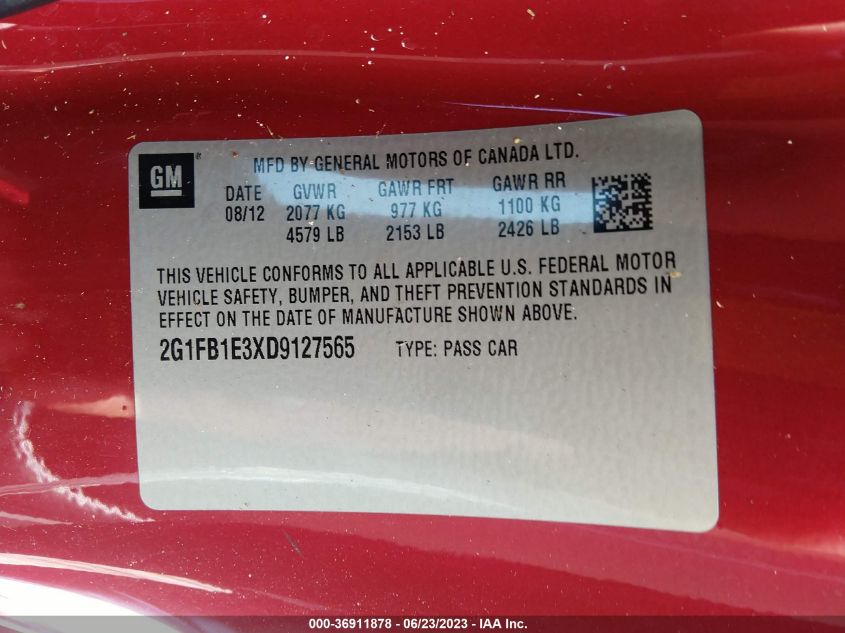 GM ®
MFD BY GENERAL MOTORS OF CANADA LTD.
DATE GVWR GAWR FRT GAWR RR
08/12 2077 KG 977 KG 1100 KG
4579 LB 2153 LB 2426 LB
THIS VEHICLE CONFORMS TO ALL APPLICABLE U.S. FEDERAL MOTOR
VEHICLE SAFETY, BUMPER, AND THEFT PREVENTION STANDARDS IN
EFFECT ON THE DATE OF MANUFACTURE SHOWN ABOVE.
2G1FB1E3XD9127565 TYPE: PASS CAR
000-36911878 - 06/23/2023 - IAA Inc.